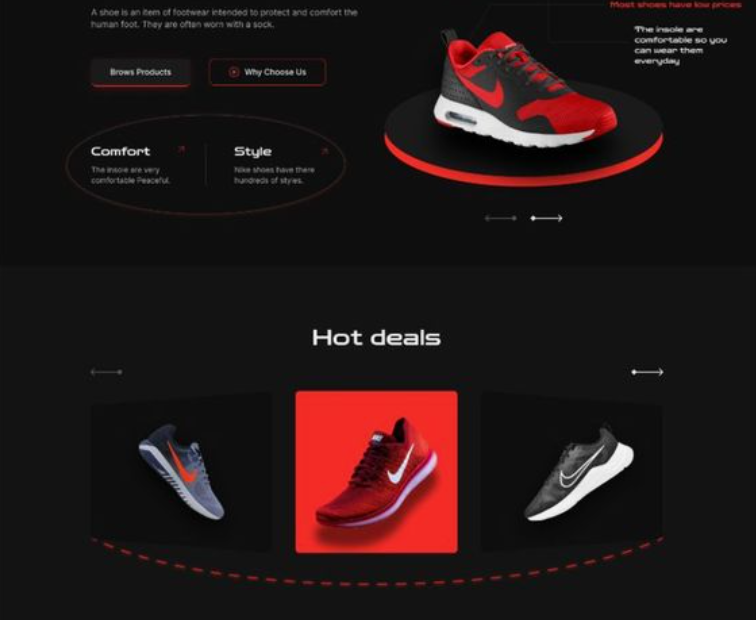 A shoe is an item of footwear intended to protect and comfort the
human foot. They are often worn with a sock.
Most shoes have low prices
The insole are
comfortable so you
can wear them
everyday
Brows Products
Why Choose Us
Comfort
The insole are very
comfortable Peaceful.
Style
Nike shoes have there
hundreds of styles.
Hot deals